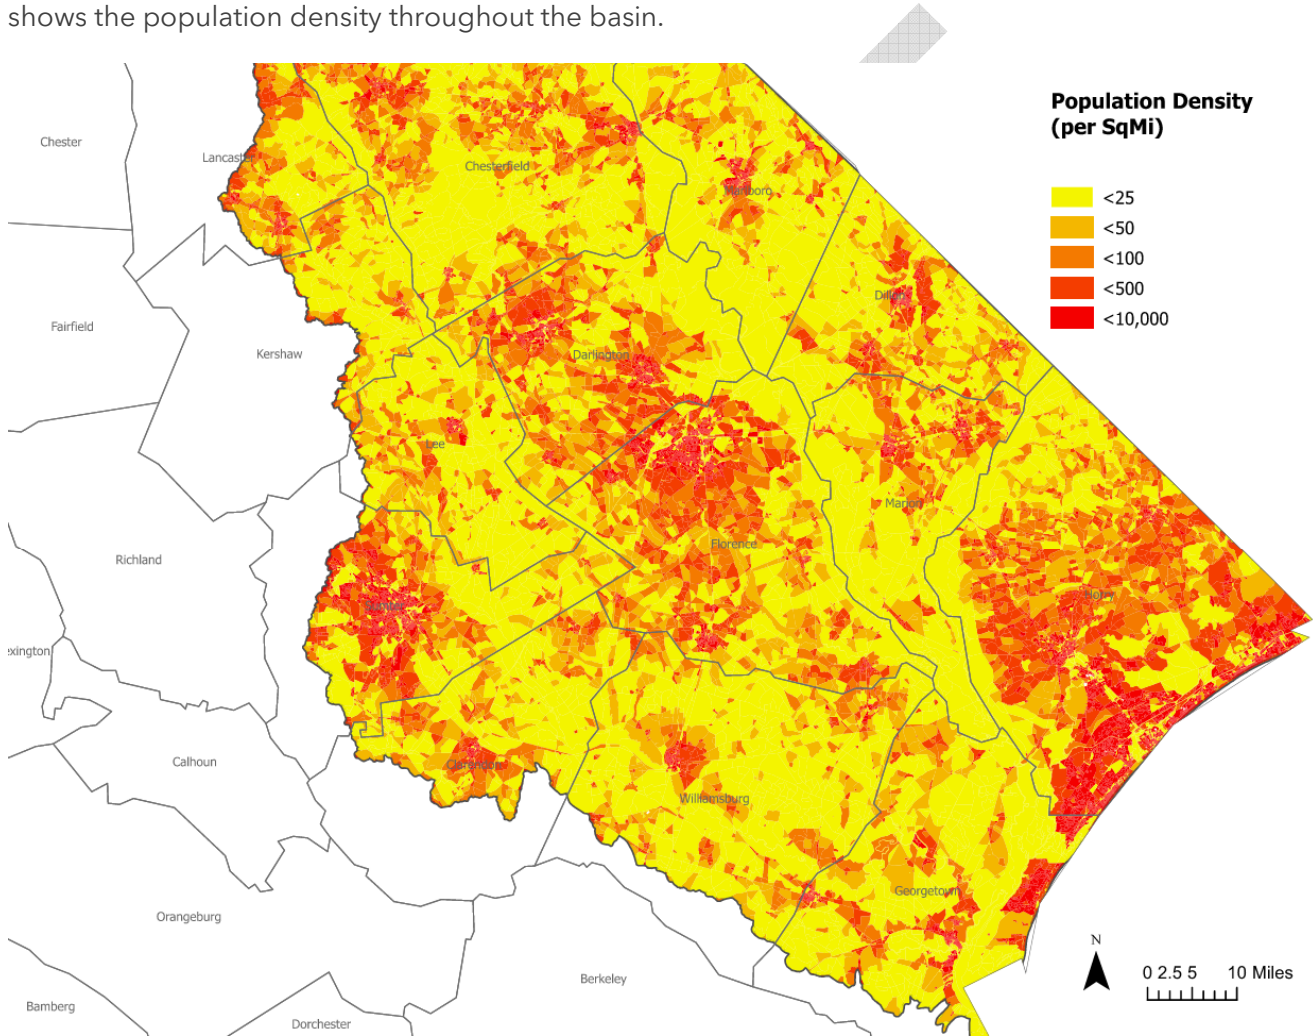 shows the population density throughout the basin.
Population Density
(per SqMi)
<25
<50
<100
<500
<10,000
Chester
Lancaster
Chesterfield
Marlboro
Fairfield
Kershaw
Dillon
Darlington
Lee
Marion
Richland
Florence
Sumter
Horry
exington
Calhoun
Clarendon
Williamsburg
Georgetown
Orangeburg
Berkeley
Bamberg
Dorchester
N
0 2.5 5 10 Miles